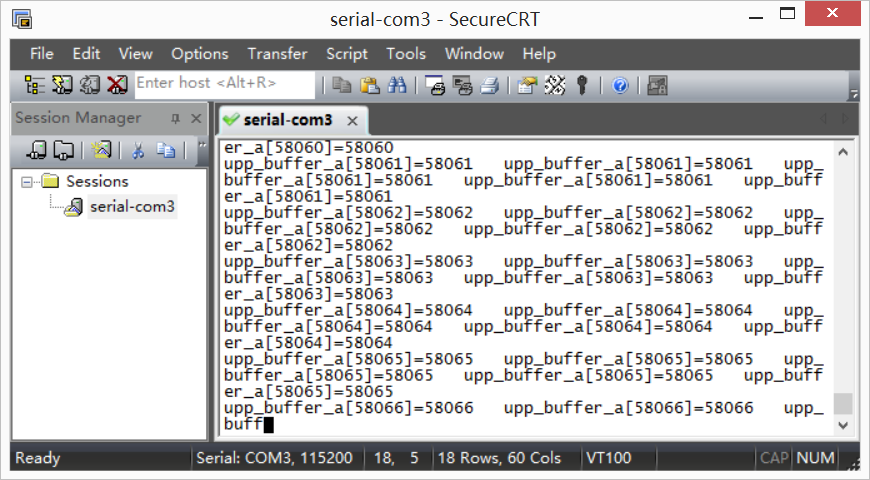 serial-com3 - SecureCRT
File Edit View Options Transfer Script Tools Window Help
Enter host <Alt+R>
Session Manager
serial-com3
Sessions
serial-com3
er_a[58060]=58060
upp_buffer_a[58061]=58061   upp_buffer_a[58061]=58061   upp_
buffer_a[58061]=58061   upp_buffer_a[58061]=58061   upp_buff
er_a[58061]=58061
upp_buffer_a[58062]=58062   upp_buffer_a[58062]=58062   upp_
buffer_a[58062]=58062   upp_buffer_a[58062]=58062   upp_buff
er_a[58062]=58062
upp_buffer_a[58063]=58063   upp_buffer_a[58063]=58063   upp_
buffer_a[58063]=58063   upp_buffer_a[58063]=58063   upp_buff
er_a[58063]=58063
upp_buffer_a[58064]=58064   upp_buffer_a[58064]=58064   upp_
buffer_a[58064]=58064   upp_buffer_a[58064]=58064   upp_buff
er_a[58064]=58064
upp_buffer_a[58065]=58065   upp_buffer_a[58065]=58065   upp_
buffer_a[58065]=58065   upp_buffer_a[58065]=58065   upp_buff
er_a[58065]=58065
upp_buffer_a[58066]=58066   upp_buffer_a[58066]=58066   upp_
buff
Ready Serial: COM3, 115200 18, 5 18 Rows, 60 Cols VT100 CAP NUM